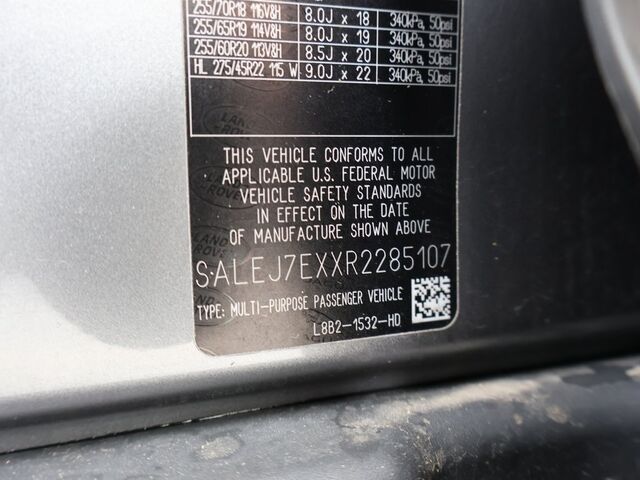 255/70R18 116V&H 8.0J x 18 340kPa, 50psi
255/65R19 114V&H 8.0J x 19 340kPa, 50psi
255/60R20 113V&H 8.5J x 20 340kPa, 50psi
HL 275/45R22 115 W 9.0J x 22 340kPa, 50psi
THIS VEHICLE CONFORMS TO ALL
APPLICABLE U.S. FEDERAL MOTOR
VEHICLE SAFETY STANDARDS
IN EFFECT ON THE DATE
OF MANUFACTURE SHOWN ABOVE
SALEJ7EXXR2285107
TYPE: MULTI-PURPOSE PASSENGER VEHICLE
L8B2-1532-HD